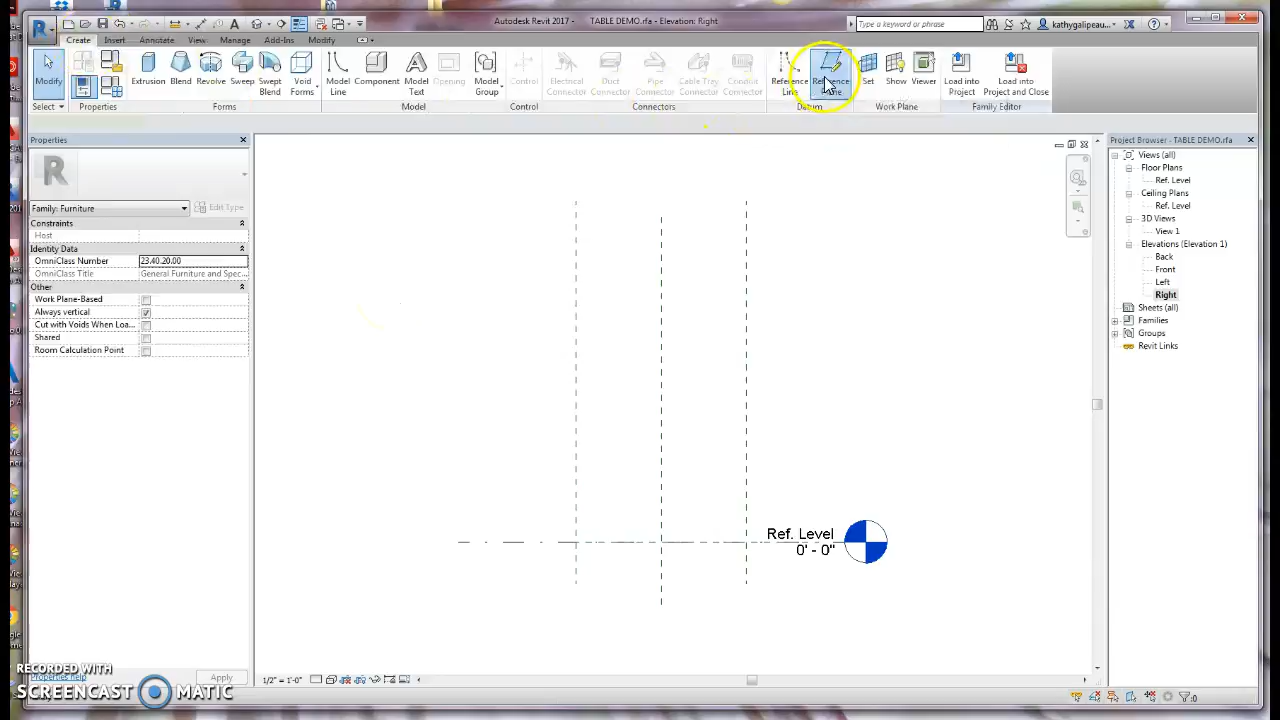 Autodesk Revit 2017 - TABLE DEMO.rfa - Elevation: Right
Type a keyword or phrase
kathygalipeau...
Create Insert Annotate View Manage Add-Ins Modify
Modify
Extrusion Blend Revolve Sweep Swept Blend Void Forms
Model Line Component Model Text Opening Model Group
Control
Electrical Connector Duct Connector Pipe Connector Cable Tray Connector Conduit Connector
Reference Line
Set Show Viewer
Load into Project Load into Project and Close
Select Properties Forms Model Control Connectors Datum Work Plane Family Editor
Properties
Family: Furniture
Edit Type
Constraints
Host
Identity Data
OmniClass Number 23.40.20.00
OmniClass Title General Furniture and Spec...
Other
Work Plane-Based
Always vertical
Cut with Voids When Loa...
Shared
Room Calculation Point
Properties help
Apply
Ref. Level
0' - 0"
1/2" = 1'-0"
Project Browser - TABLE DEMO.rfa
Views (all)
Floor Plans
Ref. Level
Ceiling Plans
Ref. Level
3D Views
View 1
Elevations (Elevation 1)
Back
Front
Left
Right
Sheets (all)
Families
Groups
Revit Links
:0
RECORDED WITH
SCREENCAST MATIC